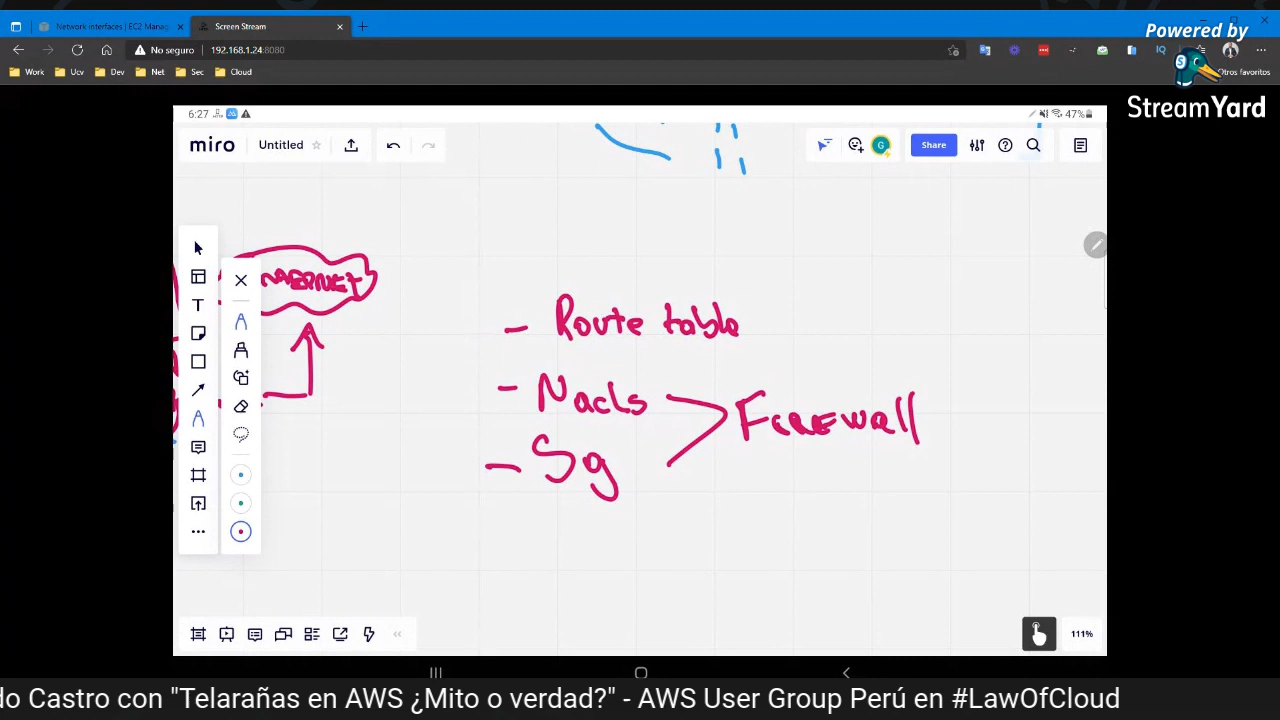 Network interfaces | EC2 Manag
Screen Stream
No seguro
192.168.1.24:8080
Work
Ucv
Dev
Net
Sec
Cloud
Otros favoritos
Powered by
StreamYard
6:27
47%
miro
Untitled
Share
- Route table
- Nacls
Firewall
- Sg
111%
do Castro con "Telarañas en AWS ¿Mito o verdad?" - AWS User Group Perú en #LawOfCloud